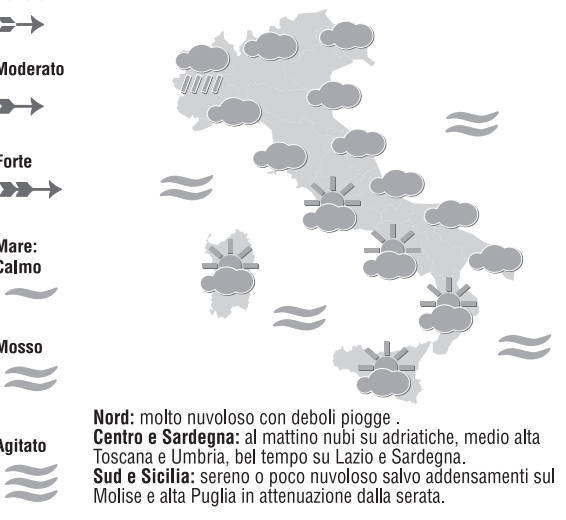 Moderato
Forte
Mare:
Calmo
Mosso
Agitato
Nord: molto nuvoloso con deboli piogge .
Centro e Sardegna: al mattino nubi su adriatiche, medio alta
Toscana e Umbria, bel tempo su Lazio e Sardegna.
Sud e Sicilia: sereno o poco nuvoloso salvo addensamenti sul
Molise e alta Puglia in attenuazione dalla serata.